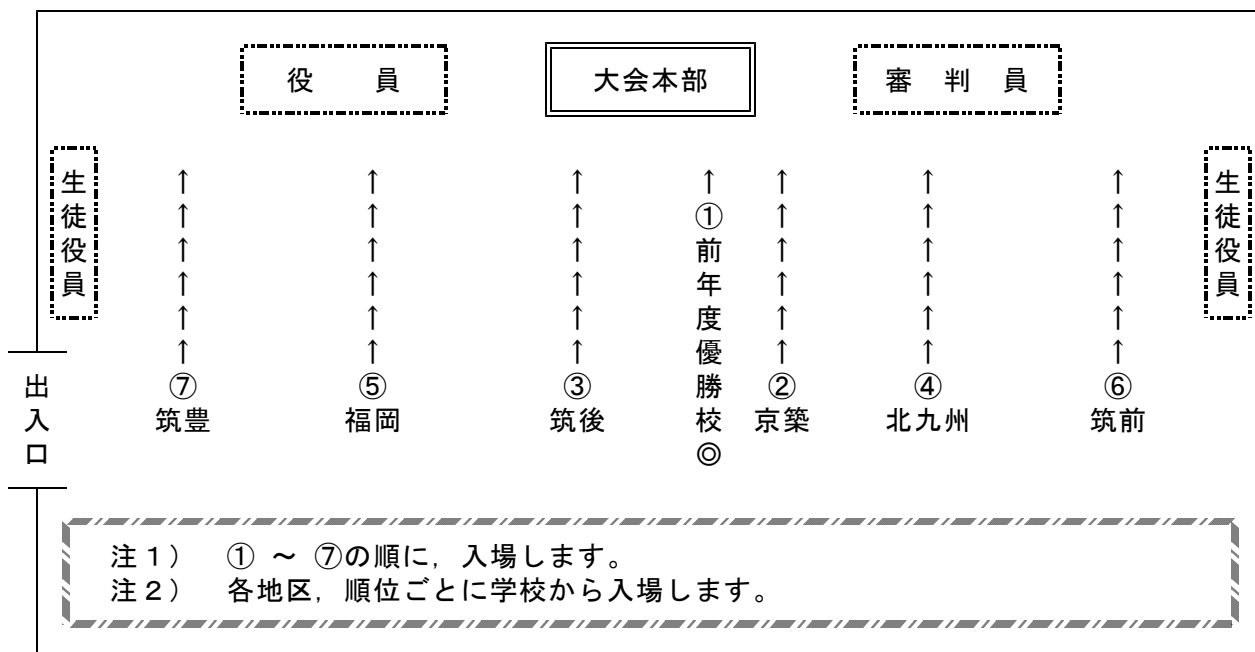 役　　員
大会本部
審　判　員
生徒役員
↑ ↑ ↑ ↑ ↑ ↑ ↑
↑ ↑ ↑ ↑ ↑ ↑
↑ ↑ ↑ ↑ ↑ ↑
↑ ↑ ↑ ↑ ↑ ↑
↑ ↑ ↑ ↑ ↑ ↑
↑ ↑ ↑ ↑ ↑ ↑
⑦
筑豊
⑤
福岡
③
筑後
①前年度優勝校◎
②
京築
④
北九州
⑥
筑前
生徒役員
出入口
注１）　① ～ ⑦の順に，入場します。
注２）　各地区，順位ごとに学校から入場します。